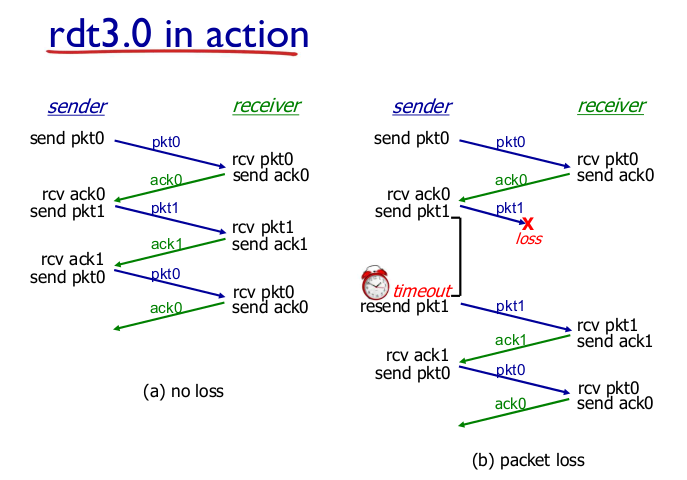 rdt3.0 in action
sender
receiver
send pkt0
pkt0
rcv pkt0
send ack0
ack0
rcv ack0
send pkt1
pkt1
rcv pkt1
send ack1
ack1
rcv ack1
send pkt0
pkt0
rcv pkt0
send ack0
ack0
(a) no loss
sender
receiver
send pkt0
pkt0
rcv pkt0
send ack0
ack0
rcv ack0
send pkt1
pkt1
X
loss
timeout
resend pkt1
pkt1
rcv pkt1
send ack1
ack1
rcv ack1
send pkt0
pkt0
rcv pkt0
send ack0
ack0
(b) packet loss